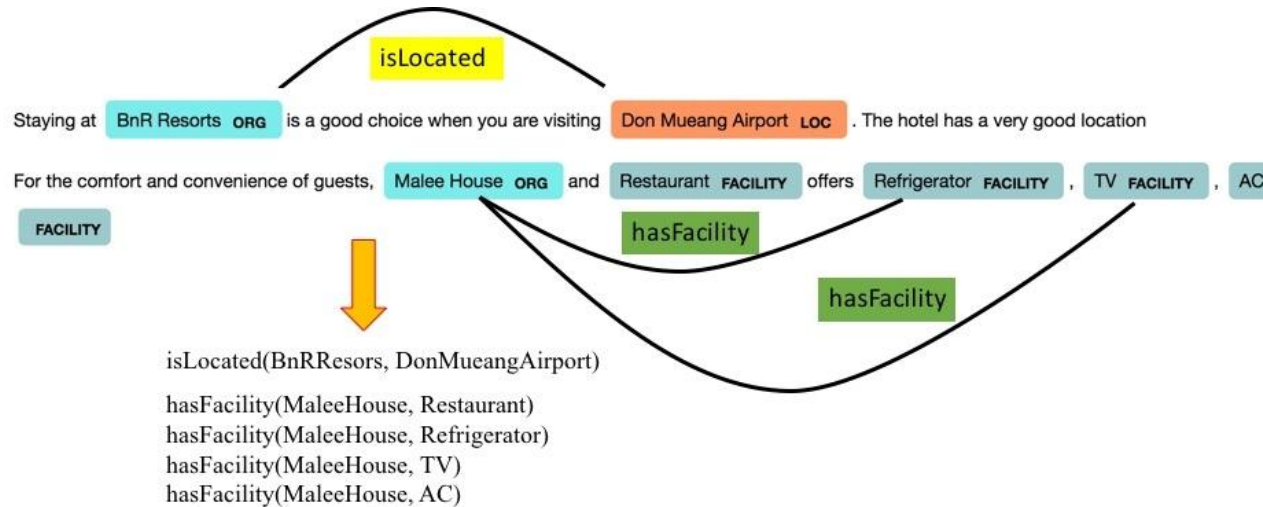 isLocated
Staying at BnR Resorts ORG is a good choice when you are visiting Don Mueang Airport LOC . The hotel has a very good location
For the comfort and convenience of guests, Malee House ORG and Restaurant FACILITY offers Refrigerator FACILITY , TV FACILITY , AC
FACILITY
hasFacility
hasFacility
isLocated(BnRResors, DonMueangAirport)
hasFacility(MaleeHouse, Restaurant)
hasFacility(MaleeHouse, Refrigerator)
hasFacility(MaleeHouse, TV)
hasFacility(MaleeHouse, AC)